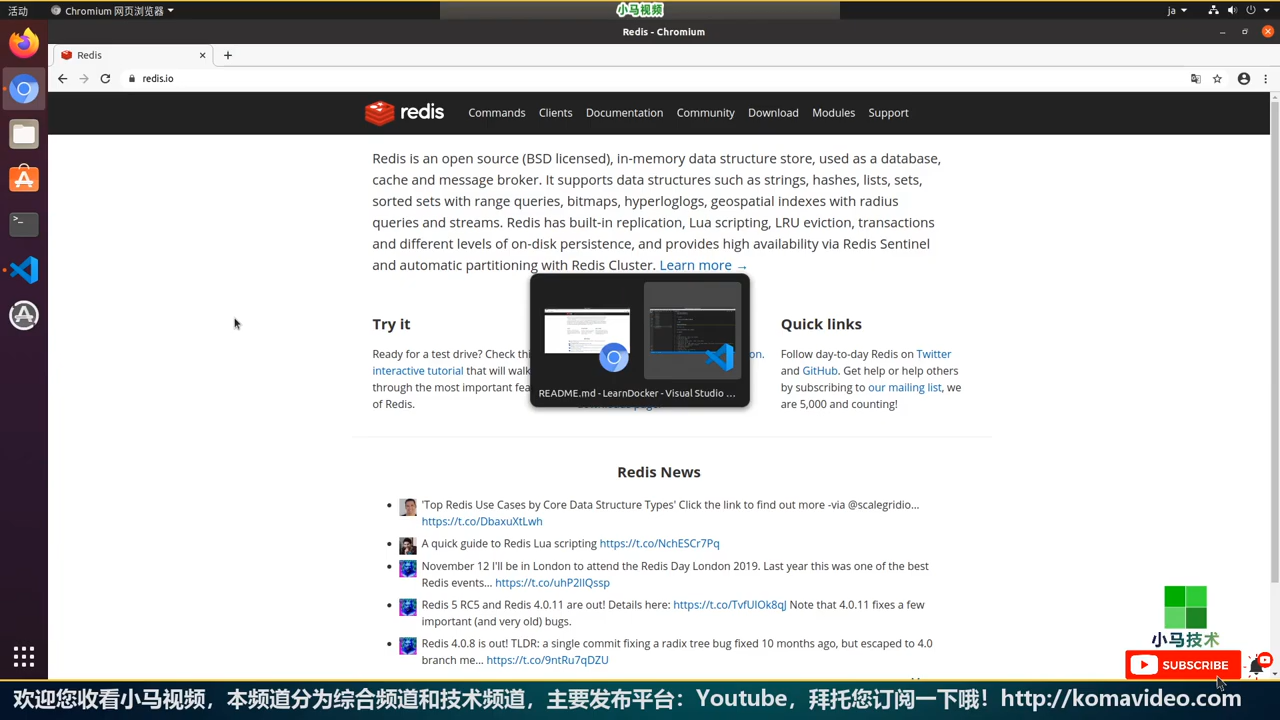 活动
Chromium 网页浏览器
小马视频
ja
Redis - Chromium
Redis
redis.io
redis
Commands
Clients
Documentation
Community
Download
Modules
Support
Redis is an open source (BSD licensed), in-memory data structure store, used as a database,
cache and message broker. It supports data structures such as strings, hashes, lists, sets,
sorted sets with range queries, bitmaps, hyperloglogs, geospatial indexes with radius
queries and streams. Redis has built-in replication, Lua scripting, LRU eviction, transactions
and different levels of on-disk persistence, and provides high availability via Redis Sentinel
and automatic partitioning with Redis Cluster. Learn more →
Try it
Ready for a test drive? Check thi
interactive tutorial that will walk
through the most important fea
of Redis.
README.md - LearnDocker - Visual Studio ...
on.
Quick links
Follow day-to-day Redis on Twitter
and GitHub. Get help or help others
by subscribing to our mailing list, we
are 5,000 and counting!
Redis News
'Top Redis Use Cases by Core Data Structure Types' Click the link to find out more -via @scalegridio...
https://t.co/DbaxuXtLwh
A quick guide to Redis Lua scripting https://t.co/NchESCr7Pq
November 12 I'll be in London to attend the Redis Day London 2019. Last year this was one of the best
Redis events... https://t.co/uhP2lIQssp
Redis 5 RC5 and Redis 4.0.11 are out! Details here: https://t.co/TvfUIOk8qJ Note that 4.0.11 fixes a few
important (and very old) bugs.
Redis 4.0.8 is out! TLDR: a single commit fixing a radix tree bug fixed 10 months ago, but escaped to 4.0
branch me... https://t.co/9ntRu7qDZU
小马技术
SUBSCRIBE
欢迎您收看小马视频，本频道分为综合频道和技术频道，主要发布平台：Youtube，拜托您订阅一下哦！http://komavideo.com